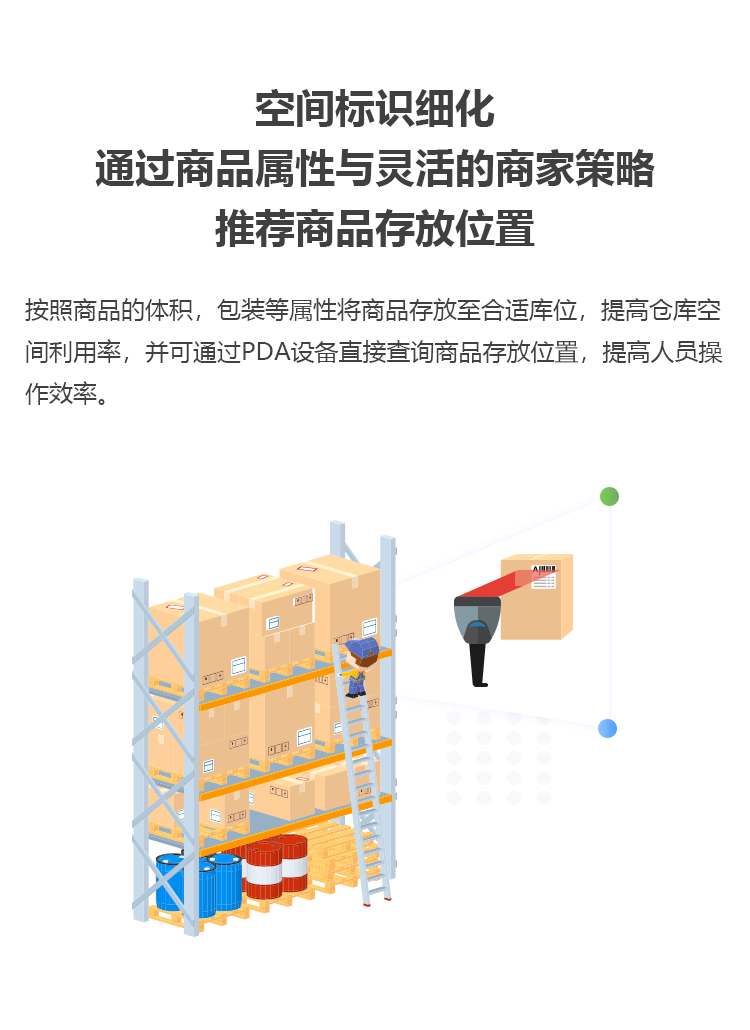 空间标识细化
通过商品属性与灵活的商家策略
推荐商品存放位置
按照商品的体积，包装等属性将商品存放至合适库位，提高仓库空
间利用率，并可通过PDA设备直接查询商品存放位置，提高人员操
作效率。